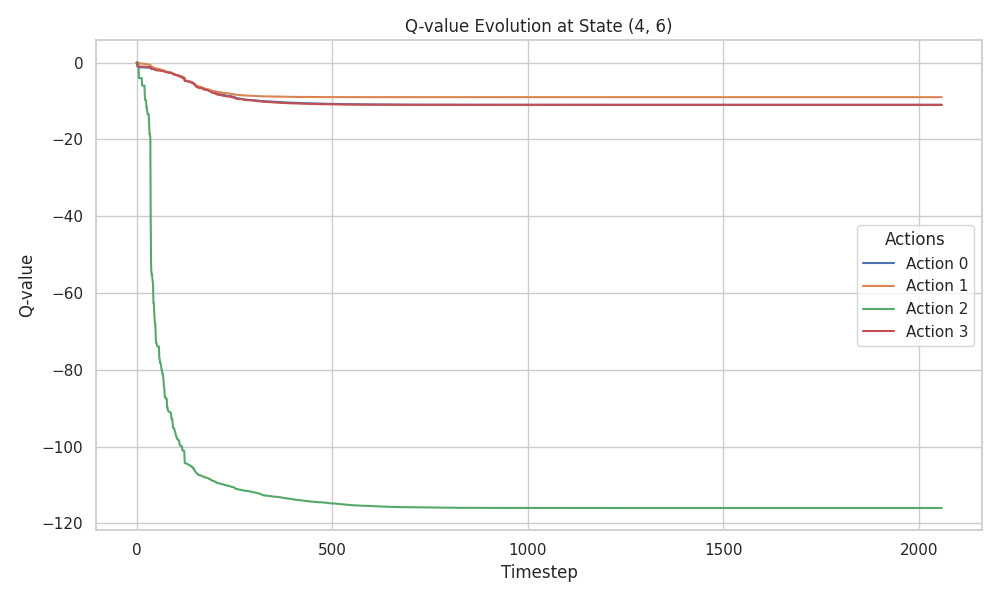 Q-value Evolution at State (4, 6)
0
−20
−40
−60
−80
−100
−120
Q-value
Actions
Action 0
Action 1
Action 2
Action 3
0
500
1000
1500
2000
Timestep